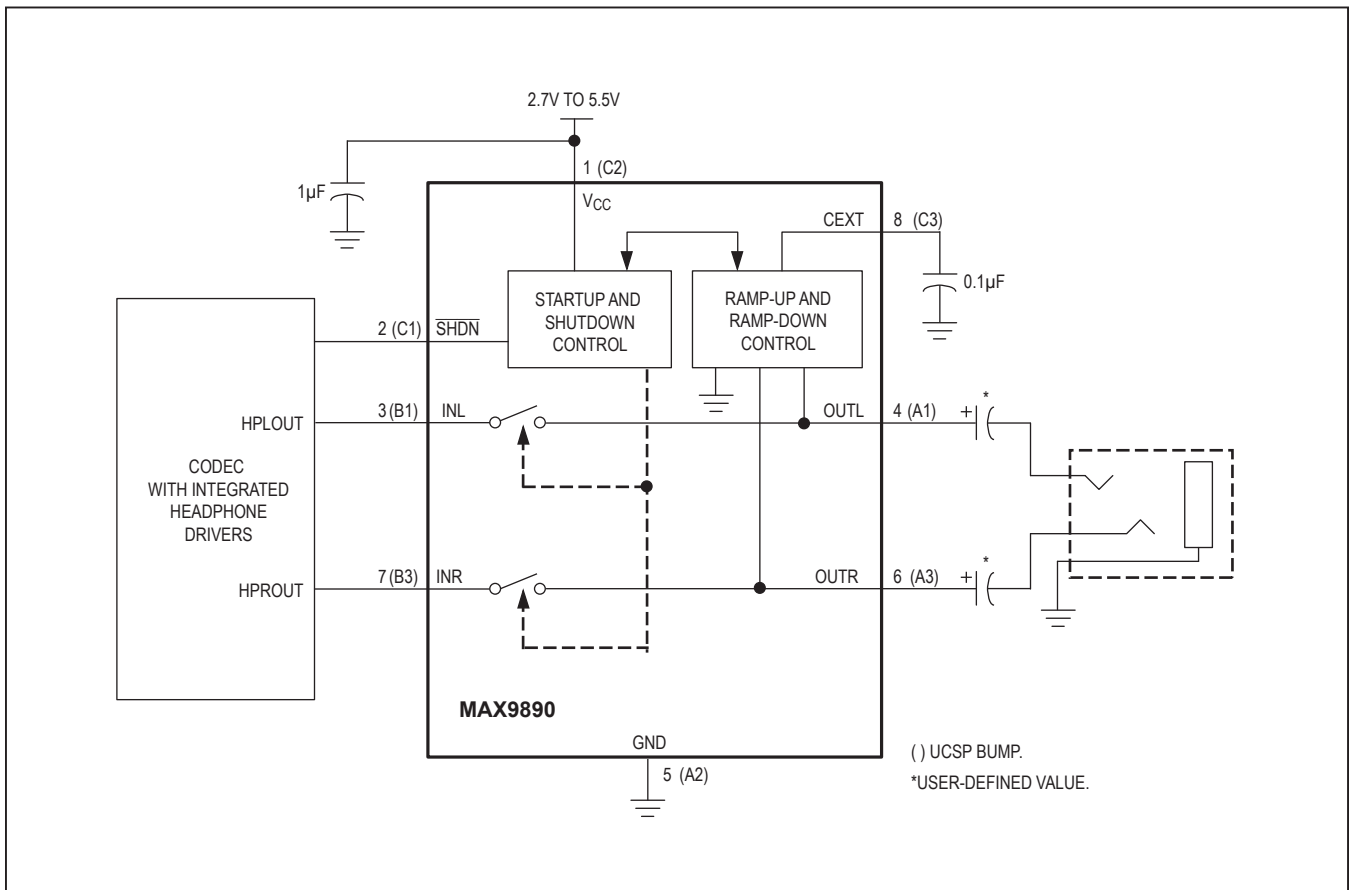 2.7V TO 5.5V
1 (C2)
1µF
VCC
CEXT
8 (C3)
0.1µF
STARTUP AND
SHUTDOWN
CONTROL
RAMP-UP AND
RAMP-DOWN
CONTROL
2 (C1)
SHDN
HPLOUT
3 (B1)
INL
OUTL
4 (A1)
+
*
CODEC
WITH INTEGRATED
HEADPHONE
DRIVERS
HPROUT
7 (B3)
INR
OUTR
6 (A3)
+
*
MAX9890
GND
5 (A2)
( ) UCSP BUMP.
*USER-DEFINED VALUE.